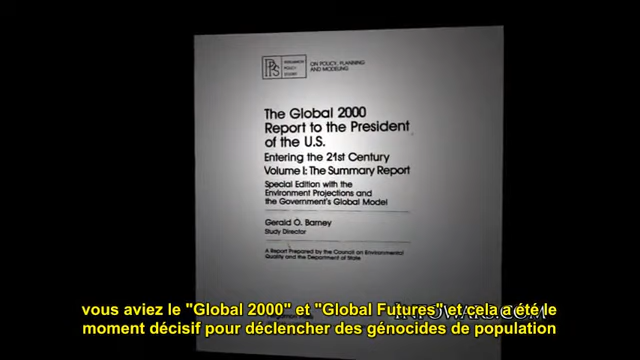 PPS
ON POLICY, PLANNING
AND MODELING
The Global 2000
Report to the President
of the U.S.
Entering the 21st Century
Volume I: The Summary Report
Special Edition with the
Environment Projections and
the Government's Global Model
Gerald O. Barney
Study Director
A Report Prepared by the Council on Environmental
Quality and the Department of State
INFOWARS.COM
vous aviez le "Global 2000" et "Global Futures" et cela a été le
moment décisif pour déclencher des génocides de population